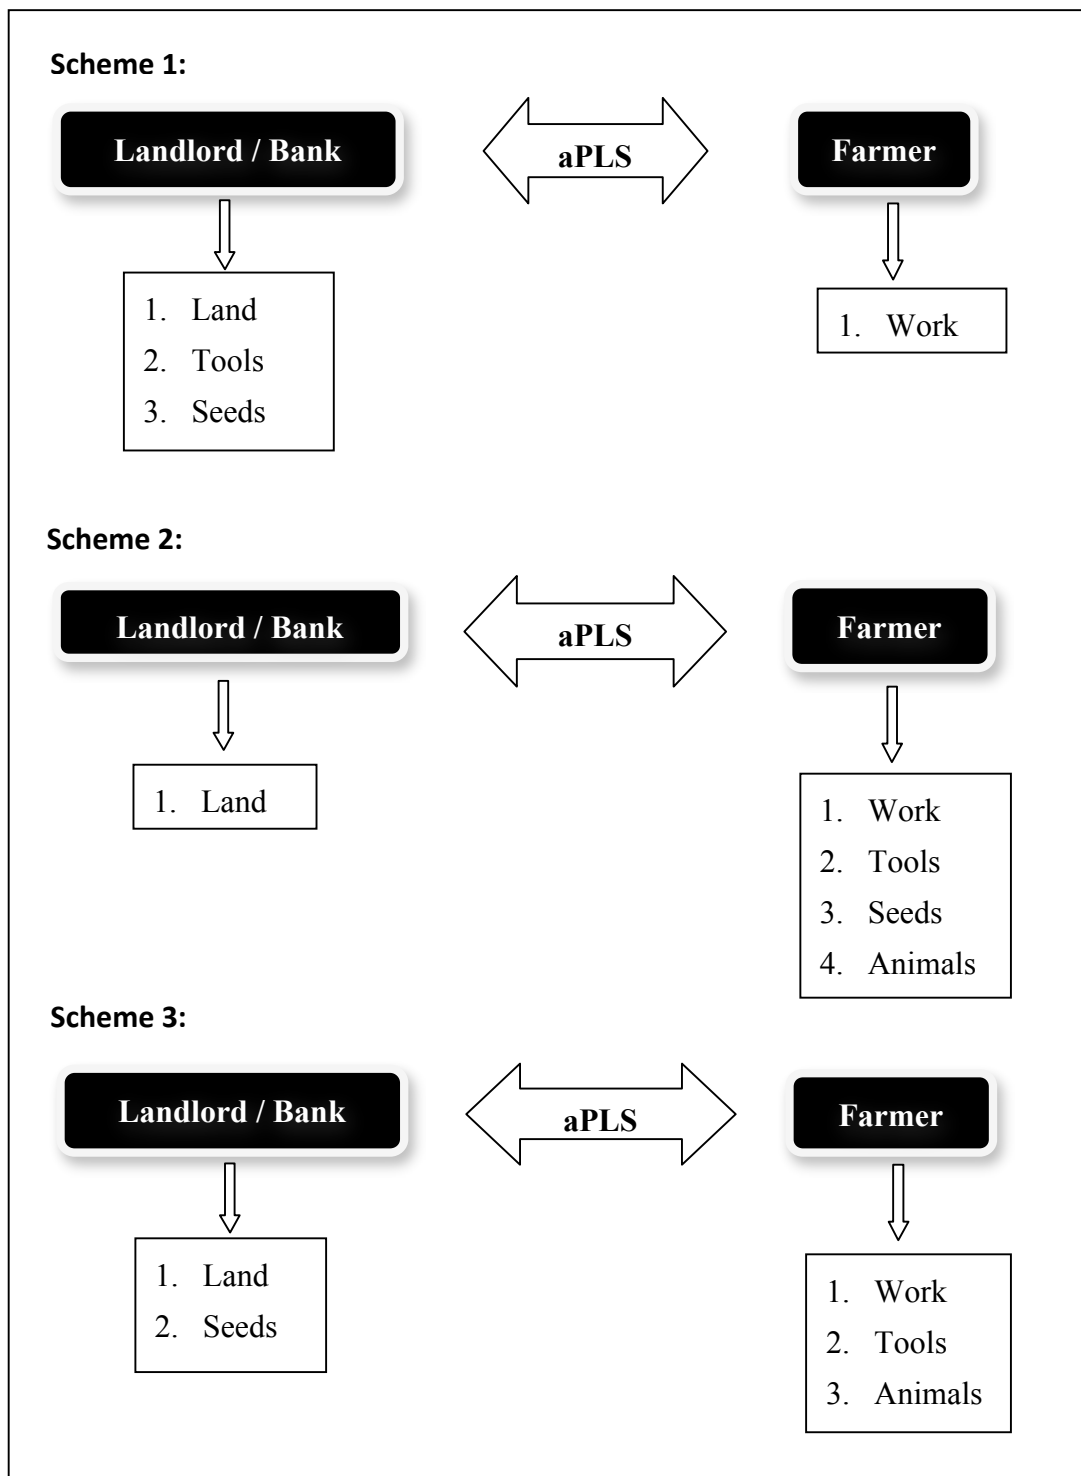 Scheme 1:
Landlord / Bank
aPLS
Farmer
1. Land
2. Tools
3. Seeds
1. Work
Scheme 2:
Landlord / Bank
aPLS
Farmer
1. Land
1. Work
2. Tools
3. Seeds
4. Animals
Scheme 3:
Landlord / Bank
aPLS
Farmer
1. Land
2. Seeds
1. Work
2. Tools
3. Animals